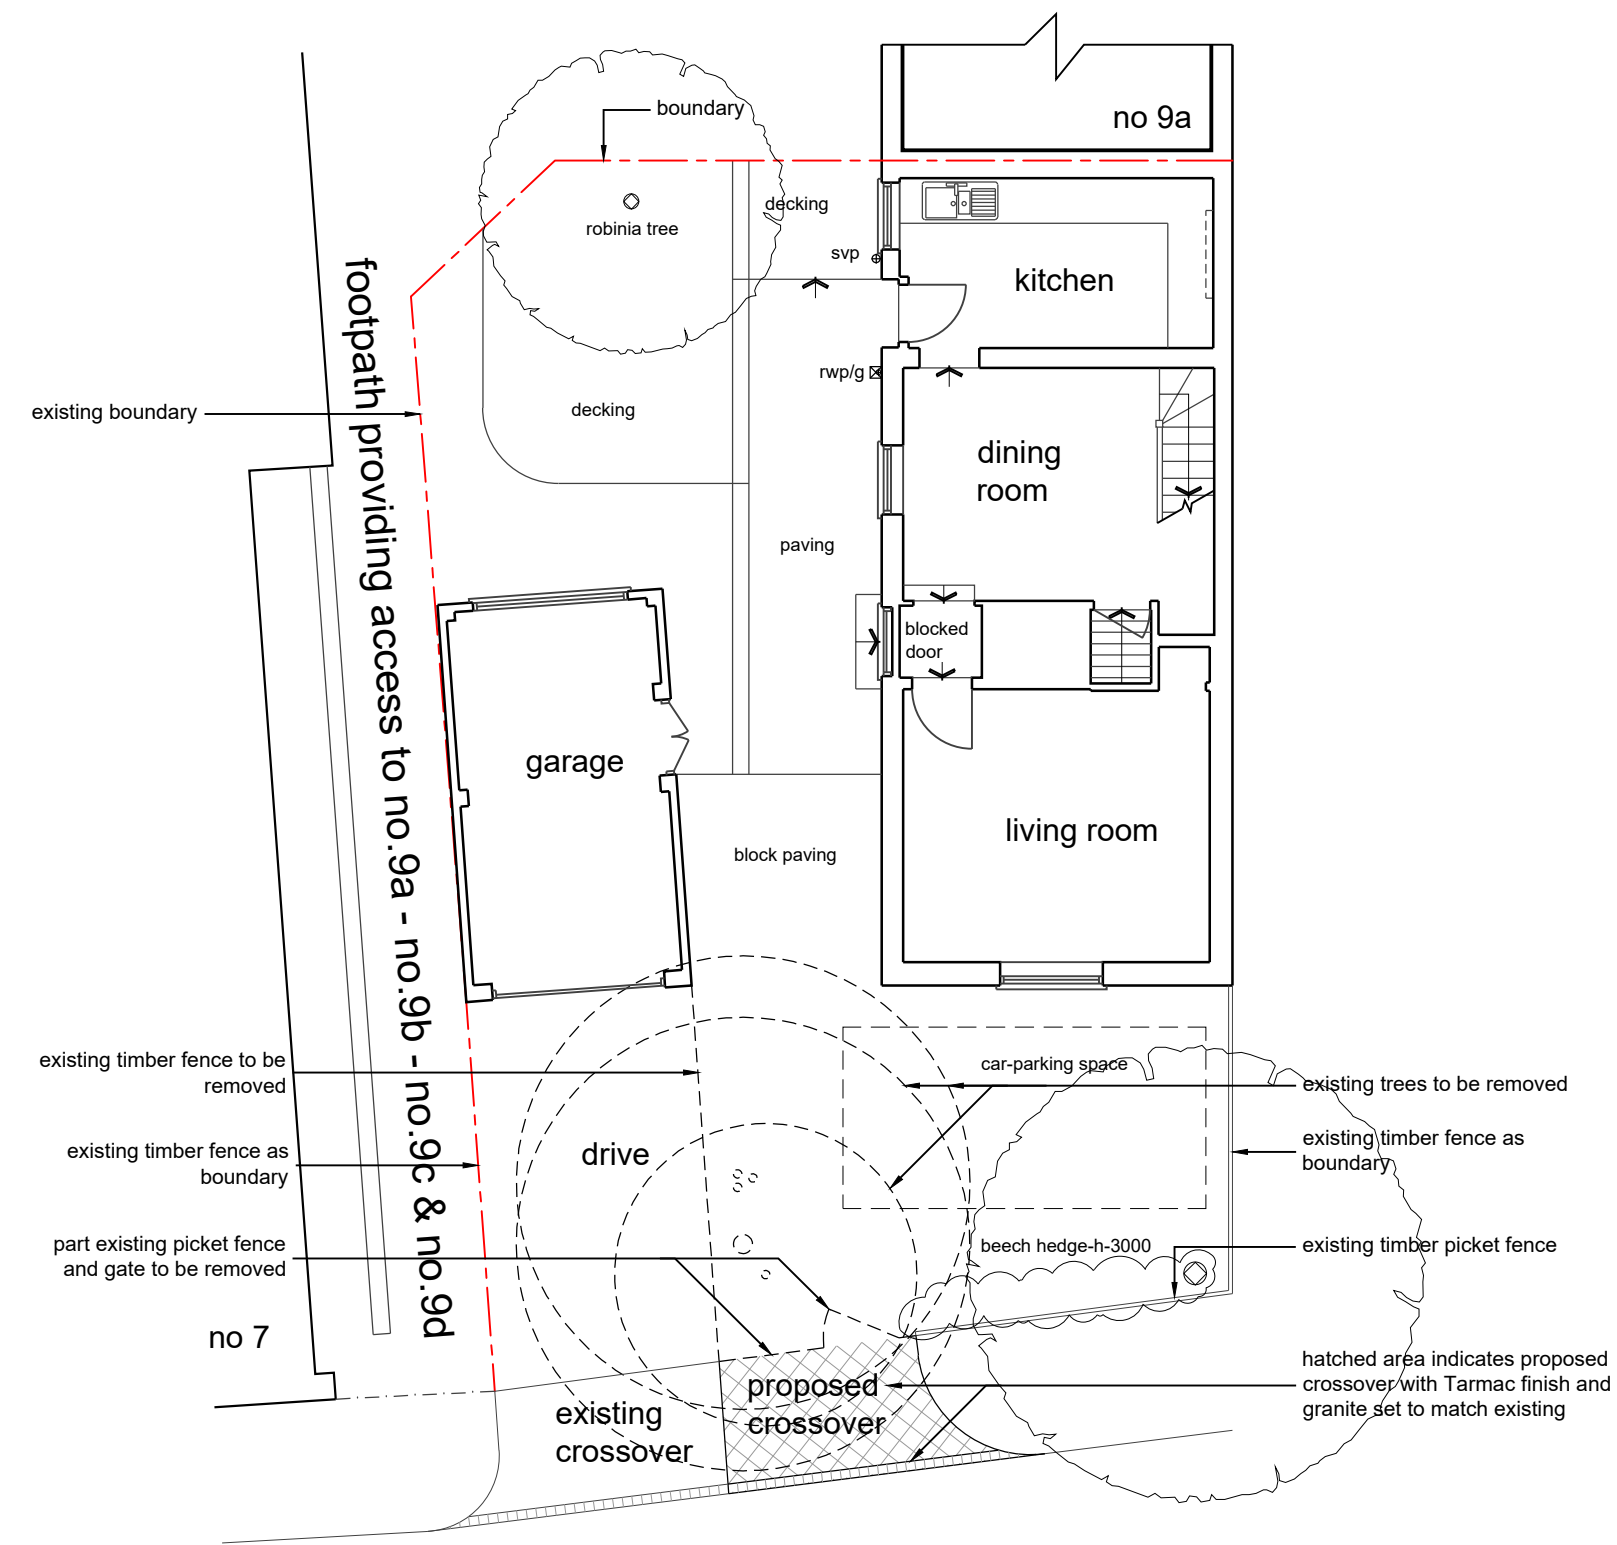 no 9a
boundary
decking
robinia tree
svp
kitchen
rwp/g
existing boundary
decking
dining
room
footpath providing access to no.9a - no.9b - no.9c & no.9d
paving
blocked
door
garage
living room
block paving
existing timber fence to be
removed
car-parking space
existing trees to be removed
existing timber fence as
boundary
drive
existing timber fence as
boundary
part existing picket fence
and gate to be removed
beech hedge-h-3000
existing timber picket fence
no 7
hatched area indicates proposed
crossover with Tarmac finish and
granite set to match existing
proposed
crossover
existing
crossover